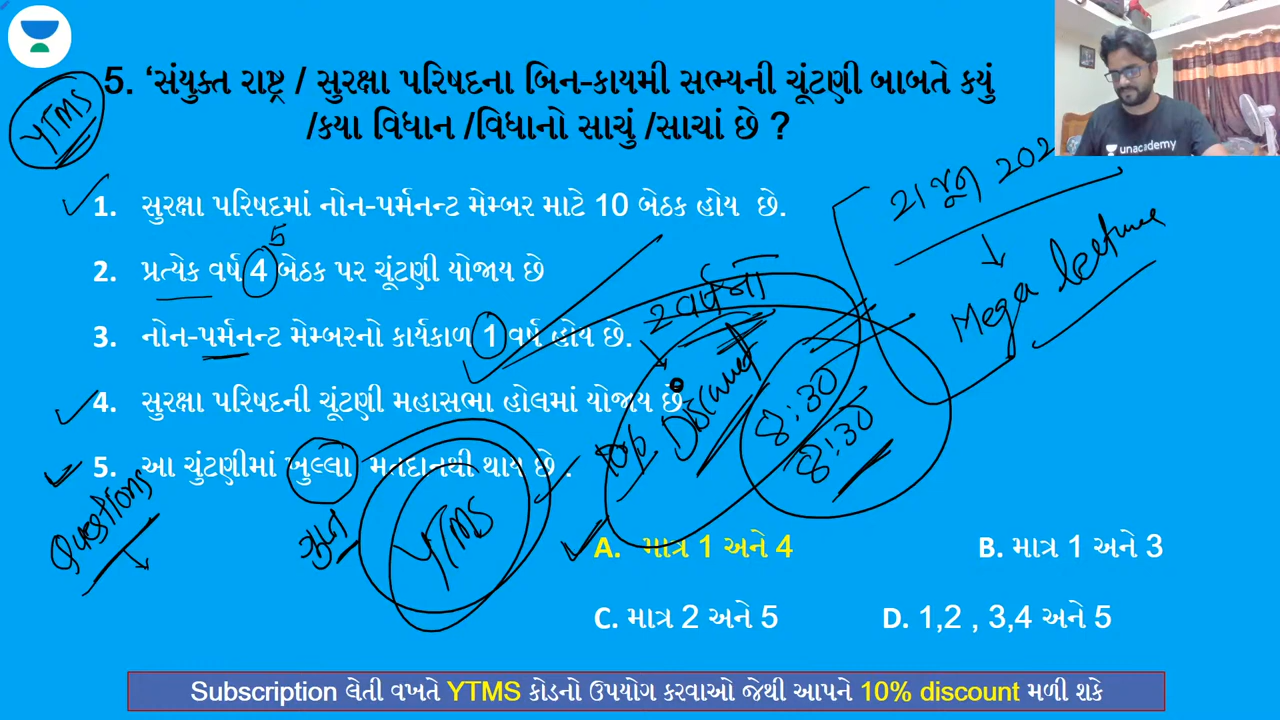 5. ‘સંયુક્ત રાષ્ટ્ર / સુરક્ષા પરિષદના બિન-કાયમી સભ્યની ચૂંટણી બાબતે કયું
/કયા વિધાન /વિધાનો સાચું /સાચાં છે ?
YTMS
unacademy
21 જૂન 202
Mega lecture
1. સુરક્ષા પરિષદમાં નોન-પર્મનન્ટ મેમ્બર માટે 10 બેઠક હોય છે.
5
2. પ્રત્યેક વર્ષ 4 બેઠક પર ચૂંટણી યોજાય છે
2 વર્ષના
3. નોન-પર્મનન્ટ મેમ્બરનો કાર્યકાળ 1 વર્ષ હોય છે.
4. સુરક્ષા પરિષદની ચૂંટણી મહાસભા હોલમાં યોજાય છે
Discount
8:30
8:30
5. આ ચુંટણીમાં ખુલ્લા મતદાનથી થાય છે .
Questions
ગુપ્ત
YTMS
A. માત્ર 1 અને 4
B. માત્ર 1 અને 3
C. માત્ર 2 અને 5
D. 1,2 , 3,4 અને 5
Subscription લેતી વખતે YTMS કોડનો ઉપયોગ કરવાઓ જેથી આપને 10% discount મળી શકે